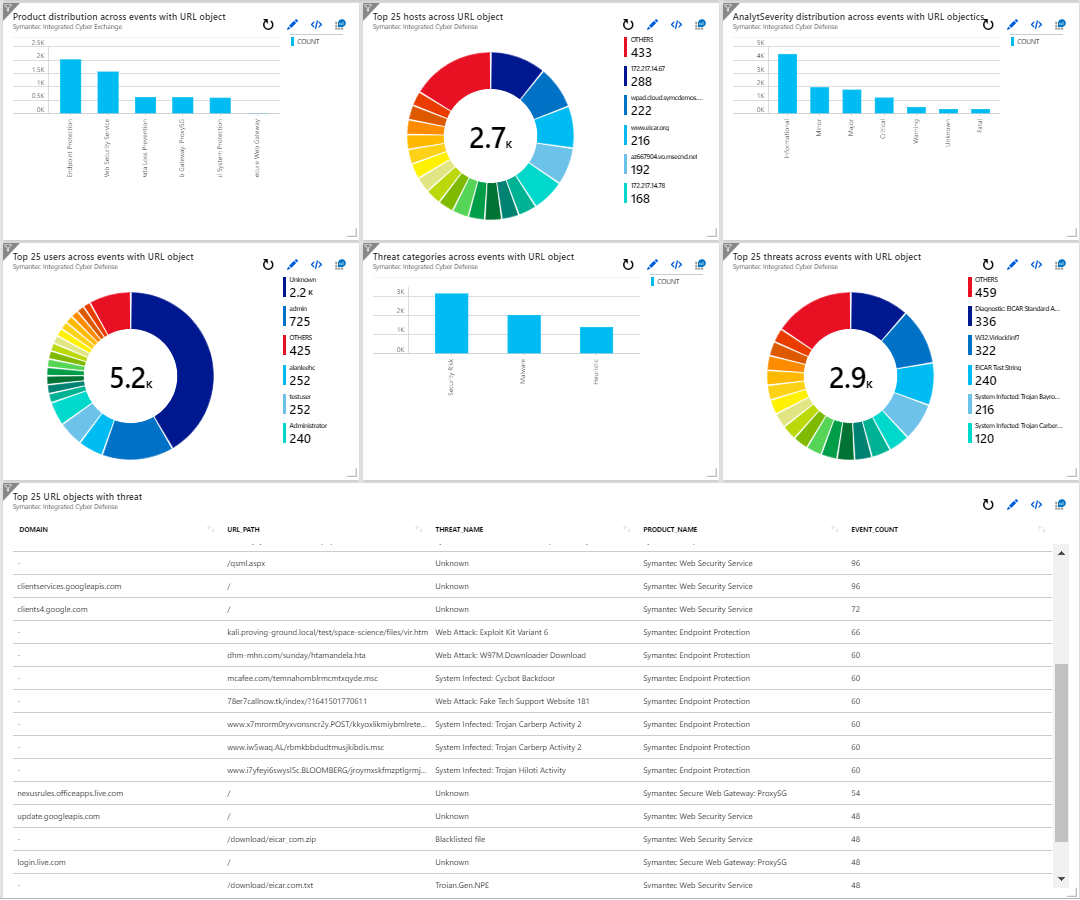 Product distribution across events with URL object
Symantec Integrated Cyber Exchange
COUNT
2.5K
2K
1.5K
1K
0.5K
0K
Endpoint Protection
Web Security Service
ata Loss Prevention
b Gateway: ProxySG
l System Protection
ecure Web Gateway
Top 25 hosts across URL object
Symantec Integrated Cyber Defense
2.7K
OTHERS
433
172.217.14.67
288
wpad.cloud.symcdemos....
222
www.eicar.org
216
az667904.vo.msecnd.net
192
172.217.14.78
168
AnalytSeverity distribution across events with URL objectics
Symantec Integrated Cyber Defense
COUNT
5K
4K
3K
2K
1K
0K
Informational
Minor
Major
Critical
Warning
Unknown
Fatal
Top 25 users across events with URL object
Symantec Integrated Cyber Defense
5.2K
Unknown
2.2 K
admin
725
OTHERS
425
alanleehc
252
testuser
252
Administrator
240
Threat categories across events with URL object
Symantec Integrated Cyber Defense
COUNT
3K
2K
1K
0K
Security Risk
Malware
Heuristic
Top 25 threats across events with URL object
Symantec Integrated Cyber Defense
2.9K
OTHERS
459
Diagnostic: EICAR Standard A...
336
W32.Virlock!inf7
322
EICAR Test String
240
System Infected: Trojan Bayro...
216
System Infected: Trojan Carber...
120
Top 25 URL objects with threat
Symantec Integrated Cyber Defense
DOMAIN URL_PATH THREAT_NAME PRODUCT_NAME EVENT_COUNT
- /qsml.aspx Unknown Symantec Web Security Service 96
clientservices.googleapis.com / Unknown Symantec Web Security Service 96
clients4.google.com / Unknown Symantec Web Security Service 72
- kali.proving-ground.local/test/space-science/files/vir.htm Web Attack: Exploit Kit Variant 6 Symantec Endpoint Protection 66
- dhm-mhn.com/sunday/htamandela.hta Web Attack: W97M.Downloader Download Symantec Endpoint Protection 60
- mcafee.com/temnahomblrmcmtxqyde.msc System Infected: Cycbot Backdoor Symantec Endpoint Protection 60
- 78er7callnow.tk/index/?1641501770611 Web Attack: Fake Tech Support Website 181 Symantec Endpoint Protection 60
- www.x7mrorm0ryxvonsncr2y.POST/kkyoxlikmiybmlrete... System Infected: Trojan Carberp Activity 2 Symantec Endpoint Protection 60
- www.iw5waq.AL/rbmkbbdudtmusjkibdis.msc System Infected: Trojan Carberp Activity 2 Symantec Endpoint Protection 60
- www.i7yfeyi6swysl5c.BLOOMBERG/jroymxskfmzptlgrmj... System Infected: Trojan Hiloti Activity Symantec Endpoint Protection 60
nexusrules.officeapps.live.com / Unknown Symantec Secure Web Gateway: ProxySG 54
update.googleapis.com / Unknown Symantec Web Security Service 48
- /download/eicar_com.zip Blacklisted file Symantec Web Security Service 48
login.live.com / Unknown Symantec Secure Web Gateway: ProxySG 48
- /download/eicar.com.txt Trojan.Gen.NPE Symantec Web Security Service 48